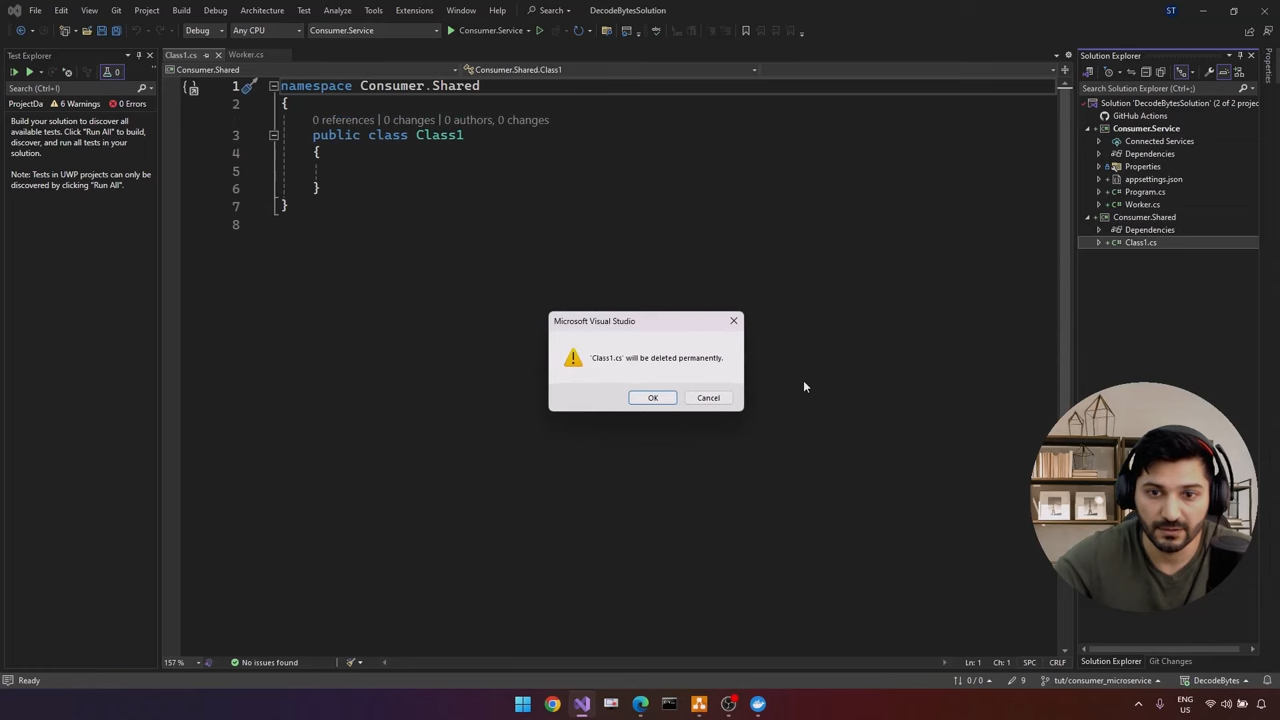 File Edit View Git Project Build Debug Architecture Test Analyze Tools Extensions Window Help Search DecodeBytesSolution ST
Debug Any CPU Consumer.Service Consumer.Service
Test Explorer
Search (Ctrl+I)
ProjectDa 6 Warnings 0 Errors
Build your solution to discover all
available tests. Click "Run All" to build,
discover, and run all tests in your
solution.
Note: Tests in UWP projects can only be
discovered by clicking "Run All".
Class1.cs Worker.cs
Consumer.Shared Consumer.Shared.Class1
1 namespace Consumer.Shared
2 {
0 references | 0 changes | 0 authors, 0 changes
3 public class Class1
4 {
5
6 }
7 }
8
Microsoft Visual Studio
'Class1.cs' will be deleted permanently.
OK Cancel
Solution Explorer
Search Solution Explorer (Ctrl+;)
Solution 'DecodeBytesSolution' (2 of 2 projec
GitHub Actions
Consumer.Service
Connected Services
Dependencies
Properties
appsettings.json
Program.cs
Worker.cs
Consumer.Shared
Dependencies
Class1.cs
Properties
157 % No issues found Ln: 1 Ch: 1 SPC CRLF
Solution Explorer Git Changes
Ready 0 / 0 9 tut/consumer_microservice DecodeBytes
ENG
US